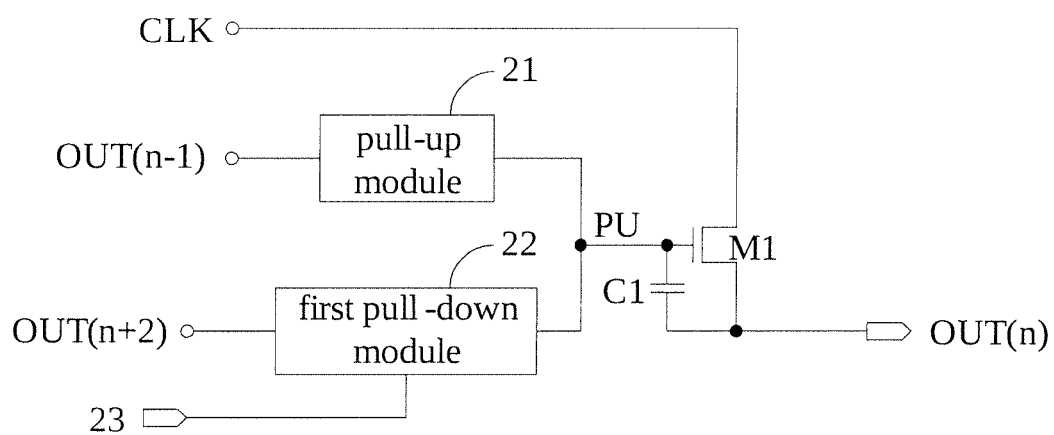 CLK
21
pull-up
module
OUT(n-1)
PU
M1
22
C1
first pull-down
module
OUT(n+2)
OUT(n)
23